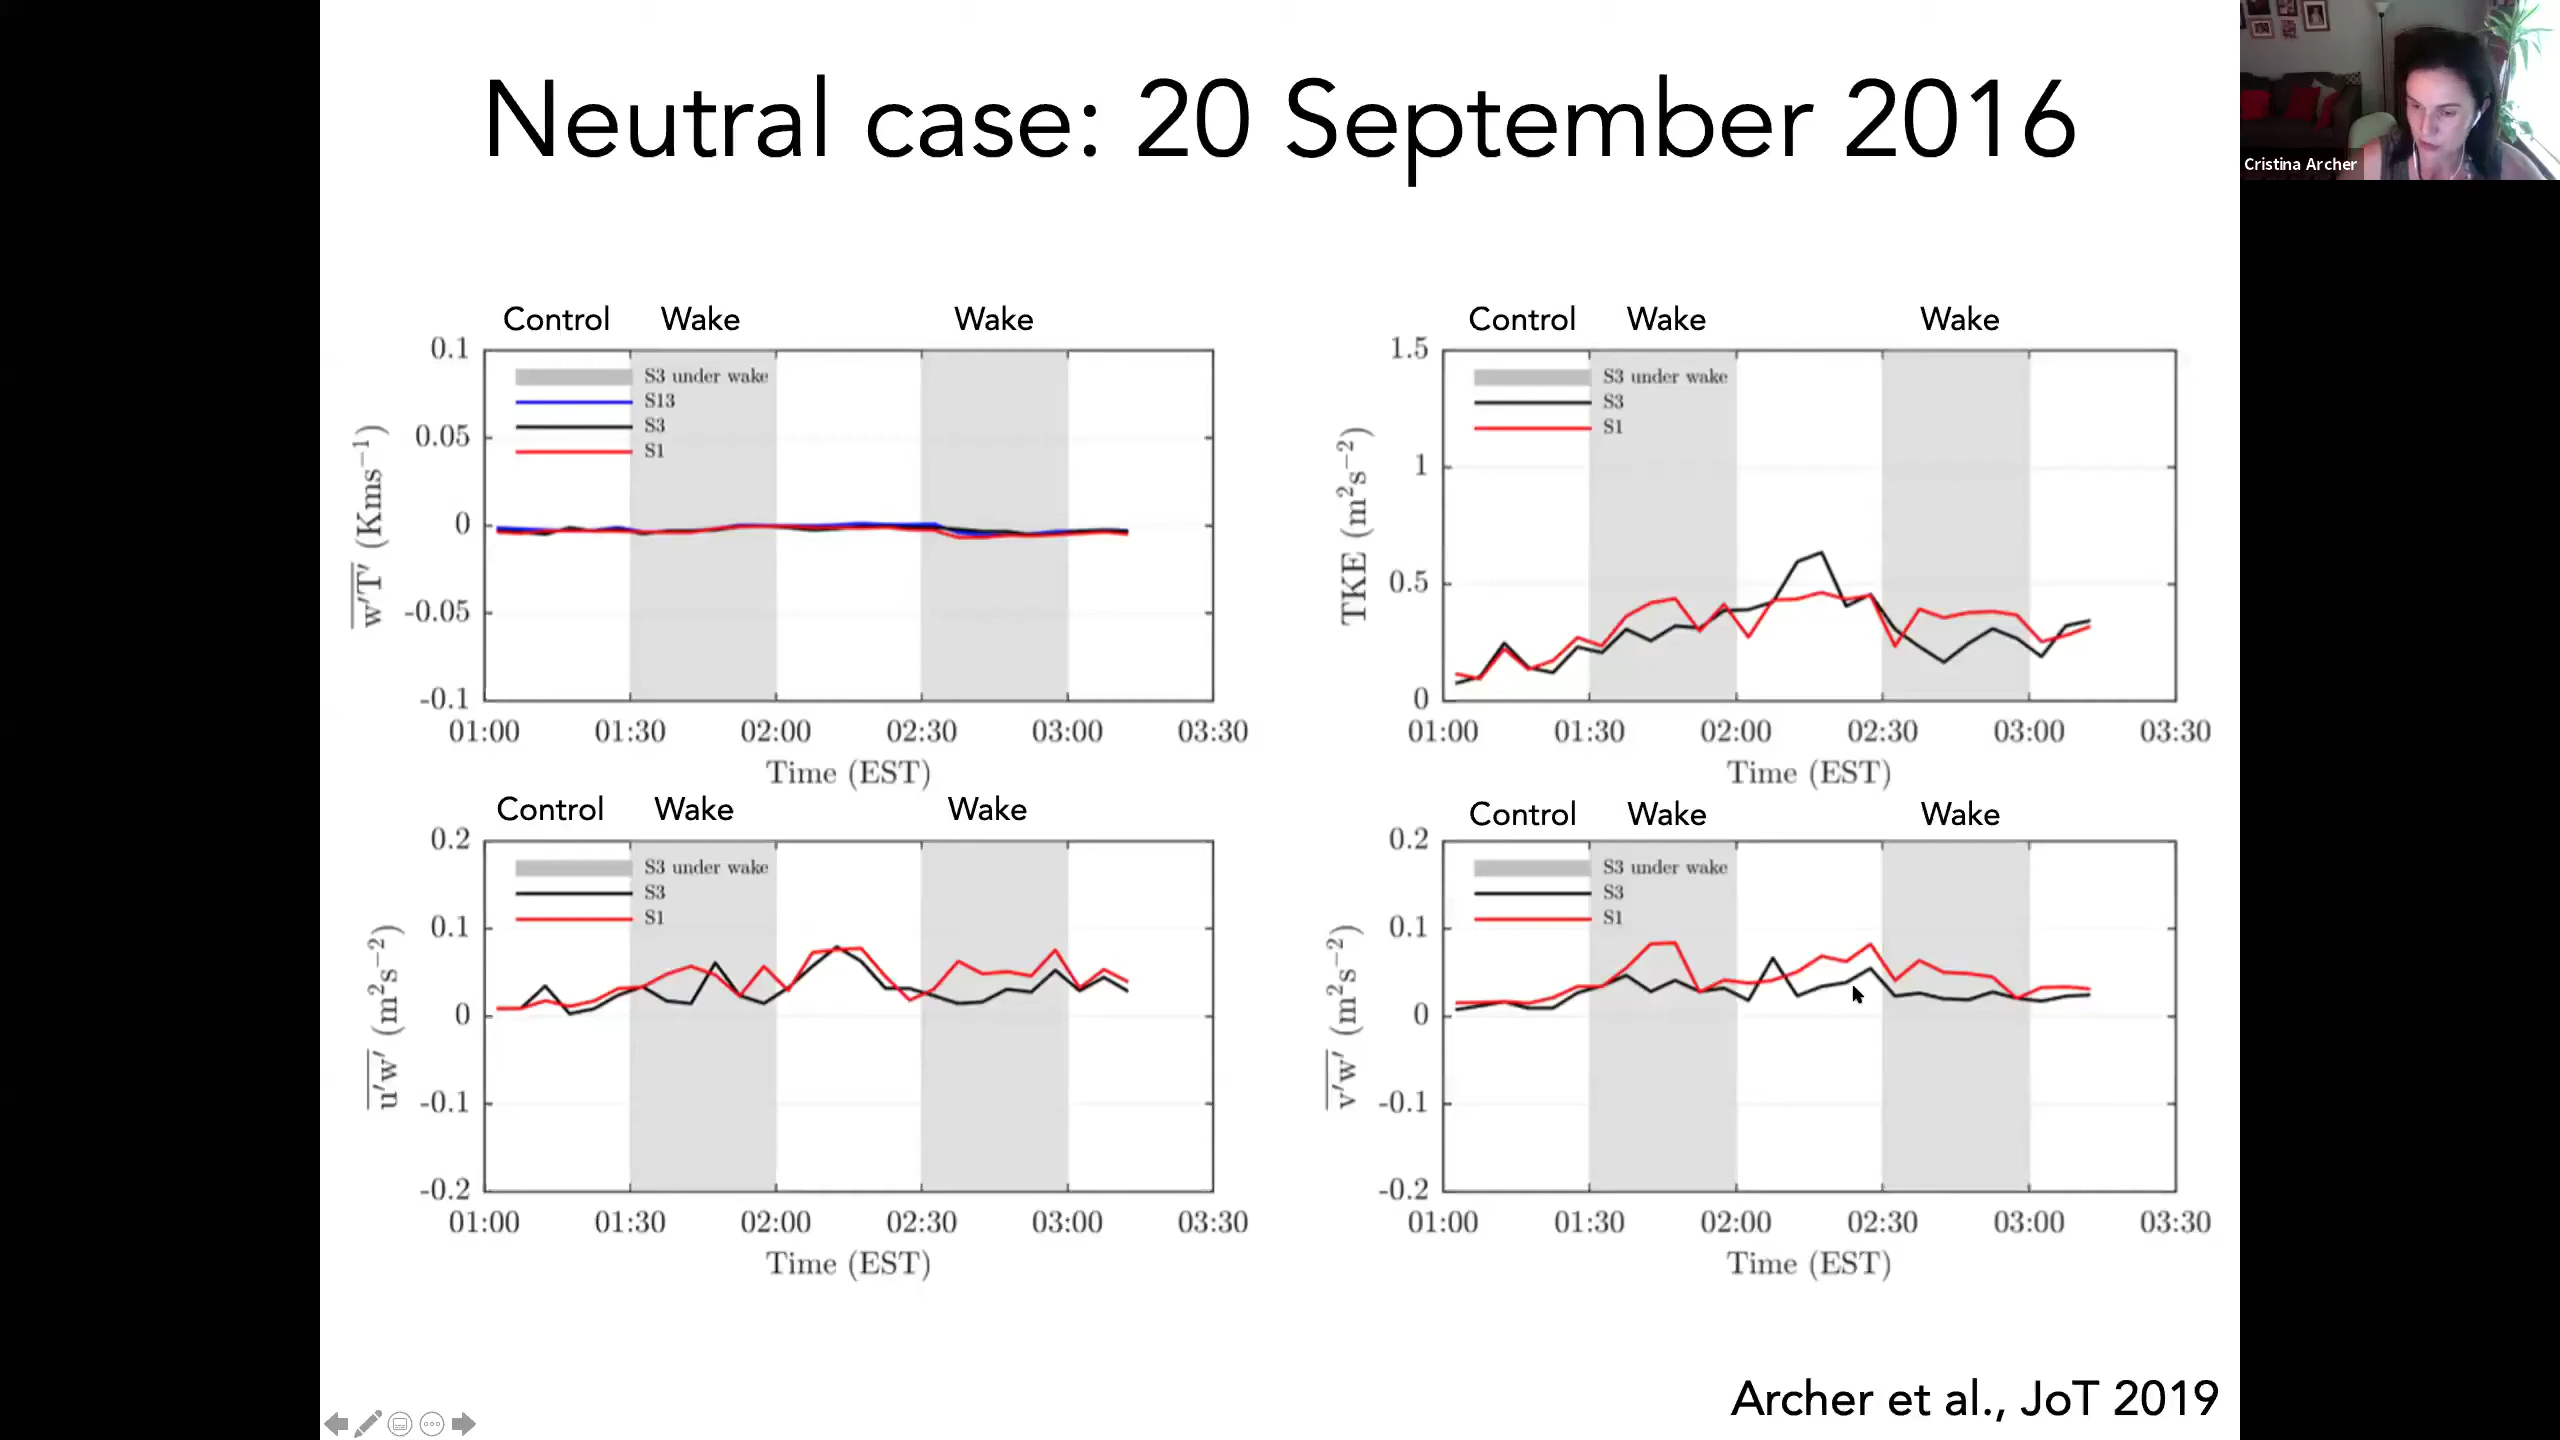 Neutral case: 20 September 2016
Cristina Archer
Control Wake Wake
0.1
0.05
0
-0.05
-0.1
w'T' (Kms⁻¹)
S3 under wake
S13
S3
S1
01:00 01:30 02:00 02:30 03:00 03:30
Time (EST)
Control Wake Wake
1.5
1
0.5
0
TKE (m²s⁻²)
S3 under wake
S3
S1
01:00 01:30 02:00 02:30 03:00 03:30
Time (EST)
Control Wake Wake
0.2
0.1
0
-0.1
-0.2
u'w' (m²s⁻²)
S3 under wake
S3
S1
01:00 01:30 02:00 02:30 03:00 03:30
Time (EST)
Control Wake Wake
0.2
0.1
0
-0.1
-0.2
v'w' (m²s⁻²)
S3 under wake
S3
S1
01:00 01:30 02:00 02:30 03:00 03:30
Time (EST)
Archer et al., JoT 2019